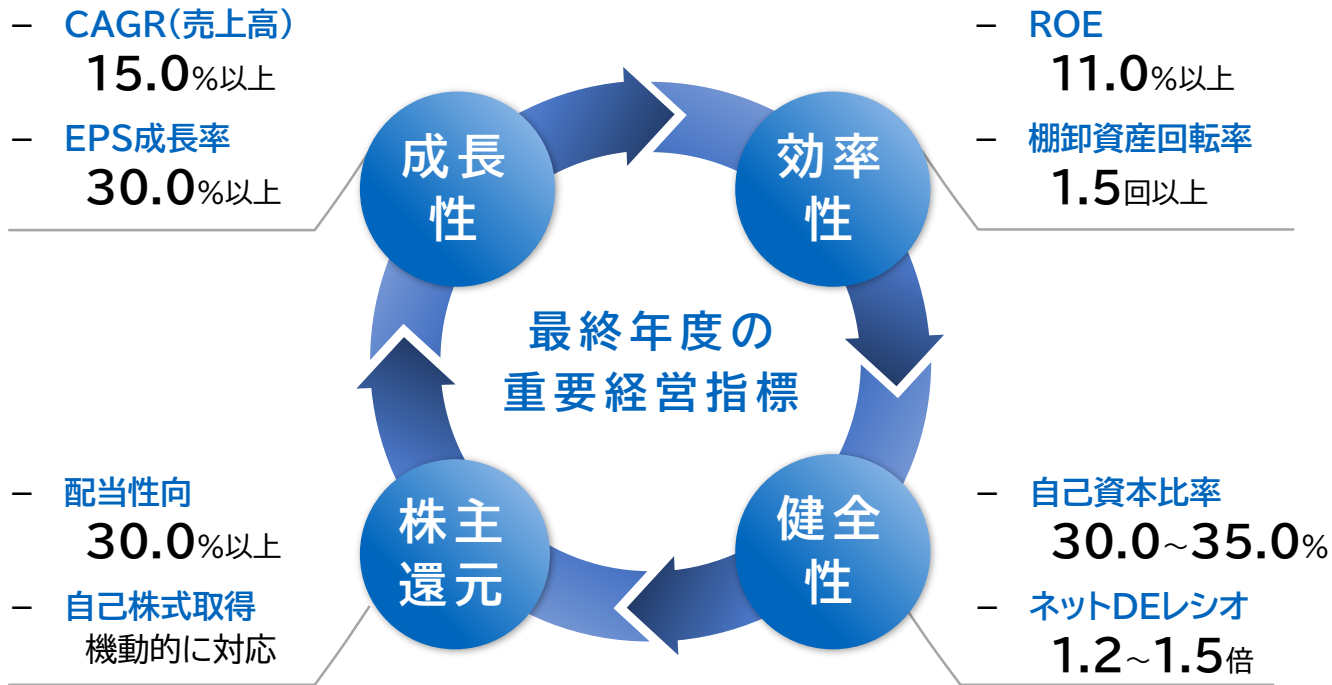 – CAGR（売上高）
15.0%以上
– EPS成長率
30.0%以上
成長
性
– ROE
11.0%以上
– 棚卸資産回転率
1.5回以上
効率
性
最終年度の
重要経営指標
– 配当性向
30.0%以上
– 自己株式取得
機動的に対応
株主
還元
– 自己資本比率
30.0～35.0%
– ネットDEレシオ
1.2～1.5倍
健全
性